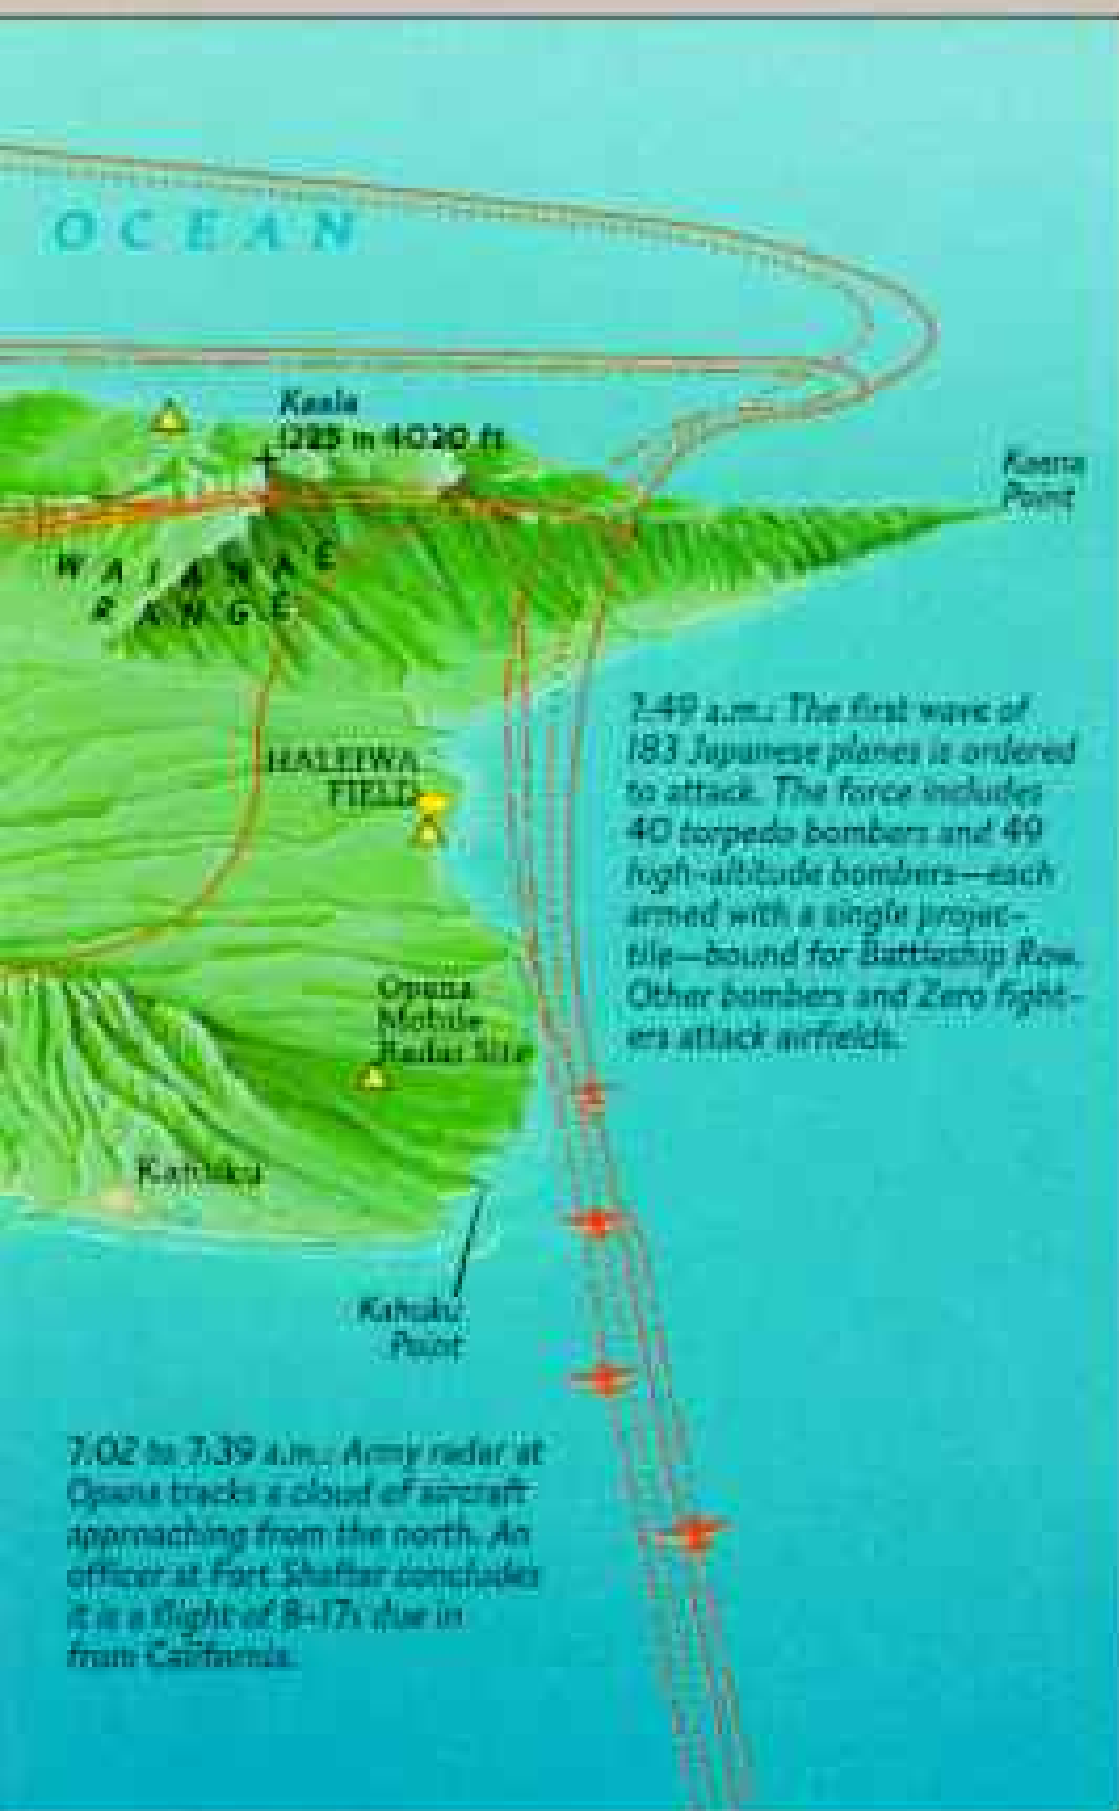 OCEAN
Kaala
1225 m 4020 ft
Kaena
Point
WAIANAE
RANGE
7:49 a.m.: The first wave of
183 Japanese planes is ordered
to attack. The force includes
40 torpedo bombers and 49
high-altitude bombers—each
armed with a single projec-
tile—bound for Battleship Row.
Other bombers and Zero fight-
ers attack airfields.
HALEIWA
FIELD
Opana
Mobile
Radar Site
Kahuku
Kahuku
Point
7:02 to 7:39 a.m.: Army radar at
Opana tracks a cloud of aircraft
approaching from the north. An
officer at Fort Shafter concludes
it is a flight of B-17s due in
from California.